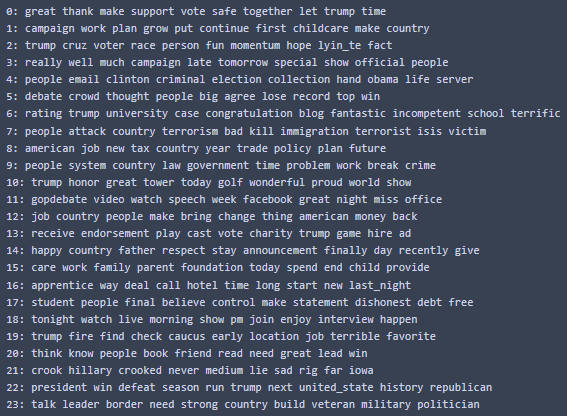 0: great thank make support vote safe together let trump time
1: campaign work plan grow put continue first childcare make country
2: trump cruz voter race person fun momentum hope lyin_te fact
3: really well much campaign late tomorrow special show official people
4: people email clinton criminal election collection hand obama life server
5: debate crowd thought people big agree lose record top win
6: rating trump university case congratulation blog fantastic incompetent school terrific
7: people attack country terrorism bad kill immigration terrorist isis victim
8: american job new tax country year trade policy plan future
9: people system country law government time problem work break crime
10: trump honor great tower today golf wonderful proud world show
11: gopdebate video watch speech week facebook great night miss office
12: job country people make bring change thing american money back
13: receive endorsement play cast vote charity trump game hire ad
14: happy country father respect stay announcement finally day recently give
15: care work family parent foundation today spend end child provide
16: apprentice way deal call hotel time long start new last_night
17: student people final believe control make statement dishonest debt free
18: tonight watch live morning show pm join enjoy interview happen
19: trump fire find check caucus early location job terrible favorite
20: think know people book friend read need great lead win
21: crook hillary crooked never medium lie sad rig far iowa
22: president win defeat season run trump next united_state history republican
23: talk leader border need strong country build veteran military politician